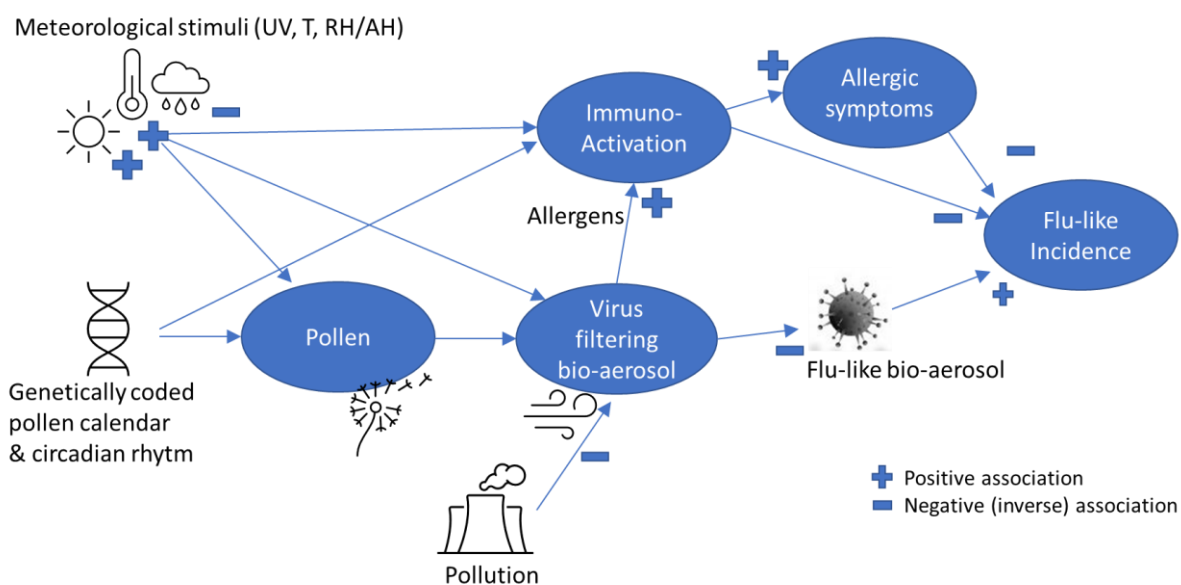 Meteorological stimuli (UV, T, RH/AH)
Immuno-
Activation
Allergic
symptoms
Allergens
Flu-like
Incidence
Genetically coded
pollen calendar
& circadian rhytm
Pollen
Virus
filtering
bio-aerosol
Flu-like bio-aerosol
Pollution
Positive association
Negative (inverse) association